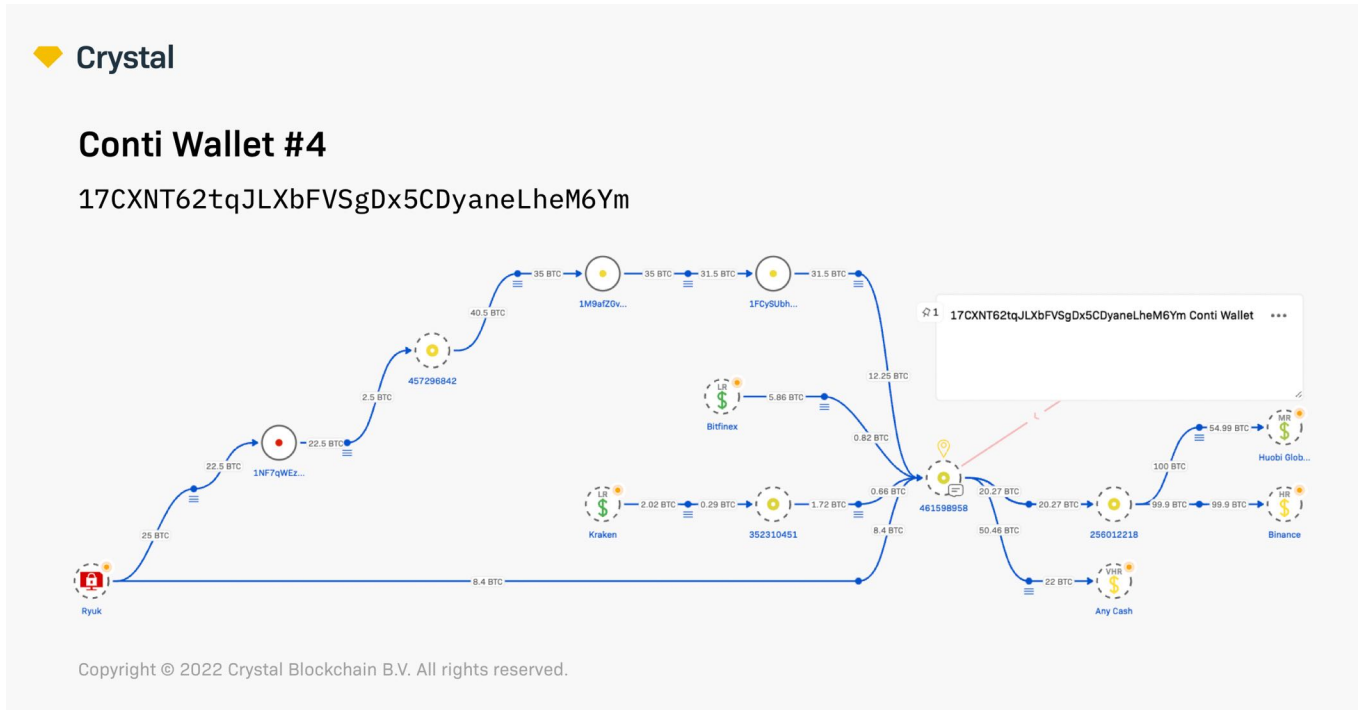 Crystal
Conti Wallet #4
17CXNT62tqJLXbFVSgDx5CDyaneLheM6Ym
35 BTC
35 BTC
31.5 BTC
31.5 BTC
1M9afZGv...
1FCySUbh...
40.5 BTC
1
17CXNT62tqJLXbFVSgDx5CDyaneLheM6Ym Conti Wallet
457296842
12.25 BTC
LR
5.86 BTC
2.5 BTC
Bitfinex
MR
54.99 BTC
0.82 BTC
Huobi Glob...
22.5 BTC
22.5 BTC
1NF7qWEz...
100 BTC
LR
0.66 BTC
20.27 BTC
HR
2.02 BTC
0.29 BTC
1.72 BTC
461598958
20.27 BTC
99.9 BTC
99.9 BTC
Kraken
352310451
8.4 BTC
50.46 BTC
256012218
Binance
25 BTC
VHR
8.4 BTC
22 BTC
Ryuk
Any Cash
Copyright © 2022 Crystal Blockchain B.V. All rights reserved.